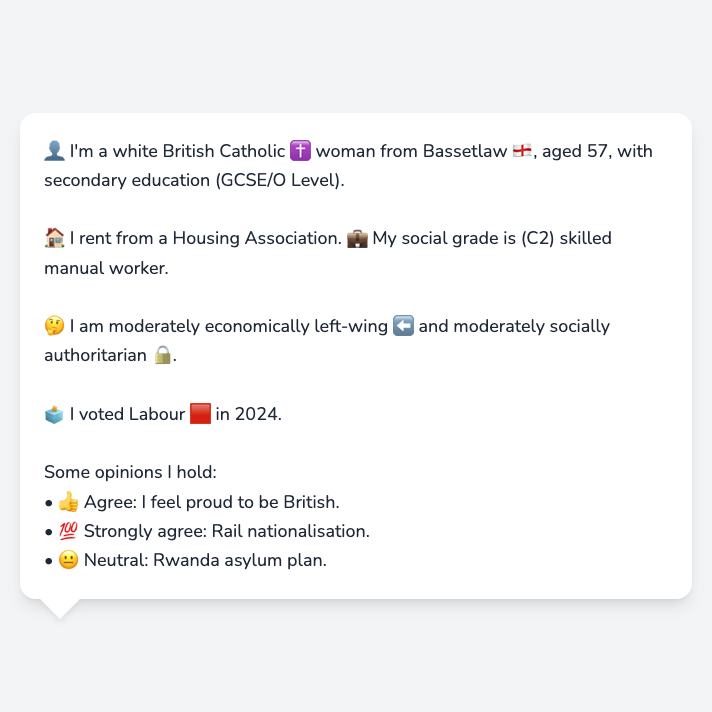 👤 I'm a white British Catholic ✝️ woman from Bassetlaw 🏴󠁧󠁢󠁥󠁮󠁧󠁿, aged 57, with
secondary education (GCSE/O Level).
🏠 I rent from a Housing Association. 💼 My social grade is (C2) skilled
manual worker.
🤔 I am moderately economically left-wing ⬅️ and moderately socially
authoritarian 🔒.
🗳️ I voted Labour 🟥 in 2024.
Some opinions I hold:
• 👍 Agree: I feel proud to be British.
• 💯 Strongly agree: Rail nationalisation.
• 😐 Neutral: Rwanda asylum plan.